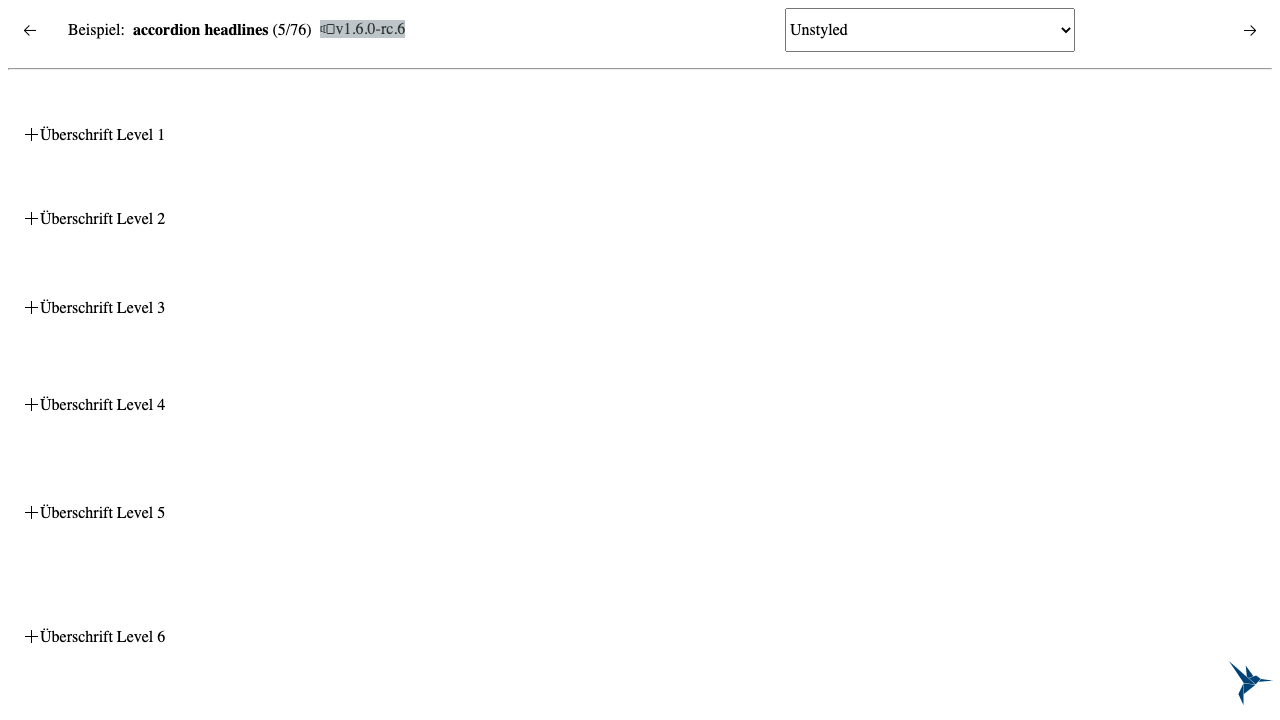 Beispiel: accordion headlines (5/76) v1.6.0-rc.6
Unstyled
Überschrift Level 1
Überschrift Level 2
Überschrift Level 3
Überschrift Level 4
Überschrift Level 5
Überschrift Level 6